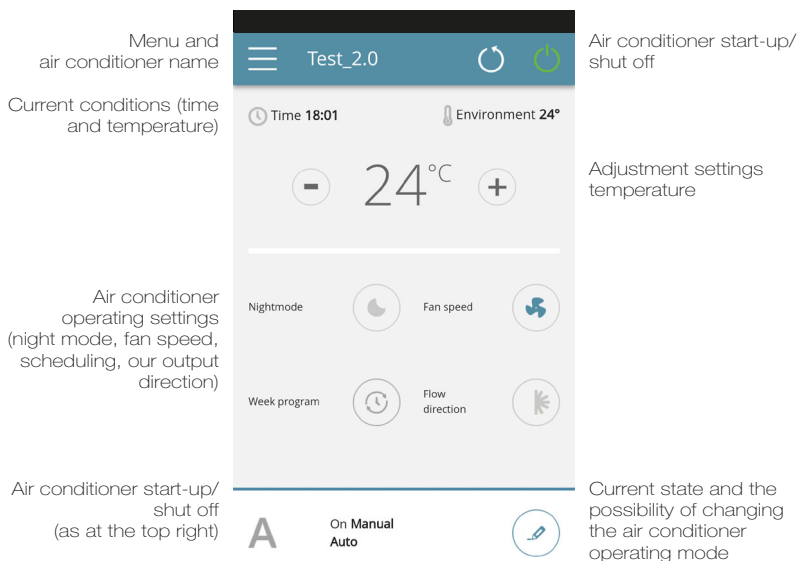 Menu and
air conditioner name
Test_2.0
Air conditioner start-up/
shut off
Current conditions (time
and temperature)
Time 18:01
Environment 24°
- 24°C +
Adjustment settings
temperature
Air conditioner
operating settings
(night mode, fan speed,
scheduling, our output
direction)
Nightmode
Fan speed
Week program
Flow
direction
Air conditioner start-up/
shut off
(as at the top right)
A
On Manual
Auto
Current state and the
possibility of changing
the air conditioner
operating mode